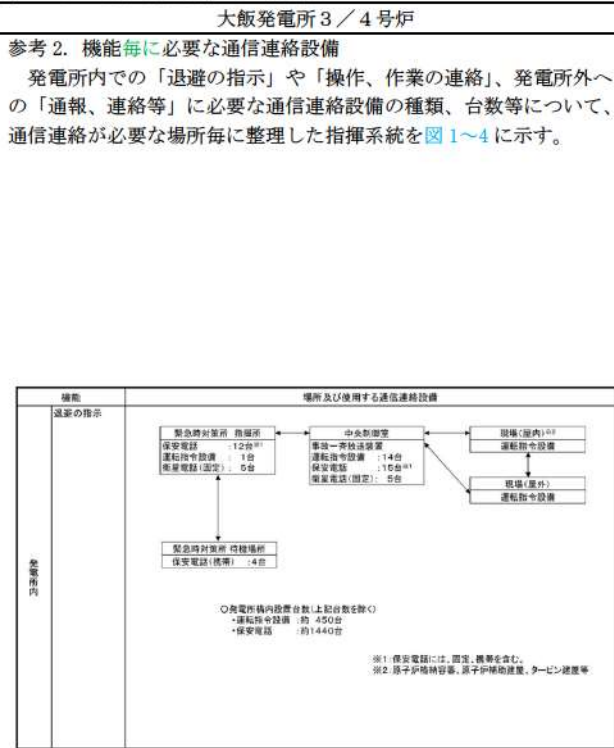 大飯発電所3／4号炉
参考2. 機能毎に必要な通信連絡設備
発電所内での「退避の指示」や「操作、作業の連絡」、発電所外へ
の「通報、連絡等」に必要な通信連絡設備の種類、台数等について、
通信連絡が必要な場所毎に整理した指揮系統を図1～4に示す。
機能
場所及び使用する通信連絡設備
発電所内
退避の指示
緊急時対策所 指揮所
保安電話 :12台※1
運転指令設備 : 1台
衛星電話(固定): 5台
中央制御室
事故一斉放送装置
運転指令設備 :14台
保安電話 :15台※1
衛星電話(固定): 5台
現場(屋内)※2
運転指令設備
現場(屋外)
運転指令設備
緊急時対策所 待機場所
保安電話(携帯) :4台
○発電所構内設置台数(上記台数を除く)
・運転指令設備 :約 450台
・保安電話 :約1440台
※1:保安電話には、固定、携帯を含む。
※2:原子炉格納容器、原子炉補助建屋、タービン建屋等